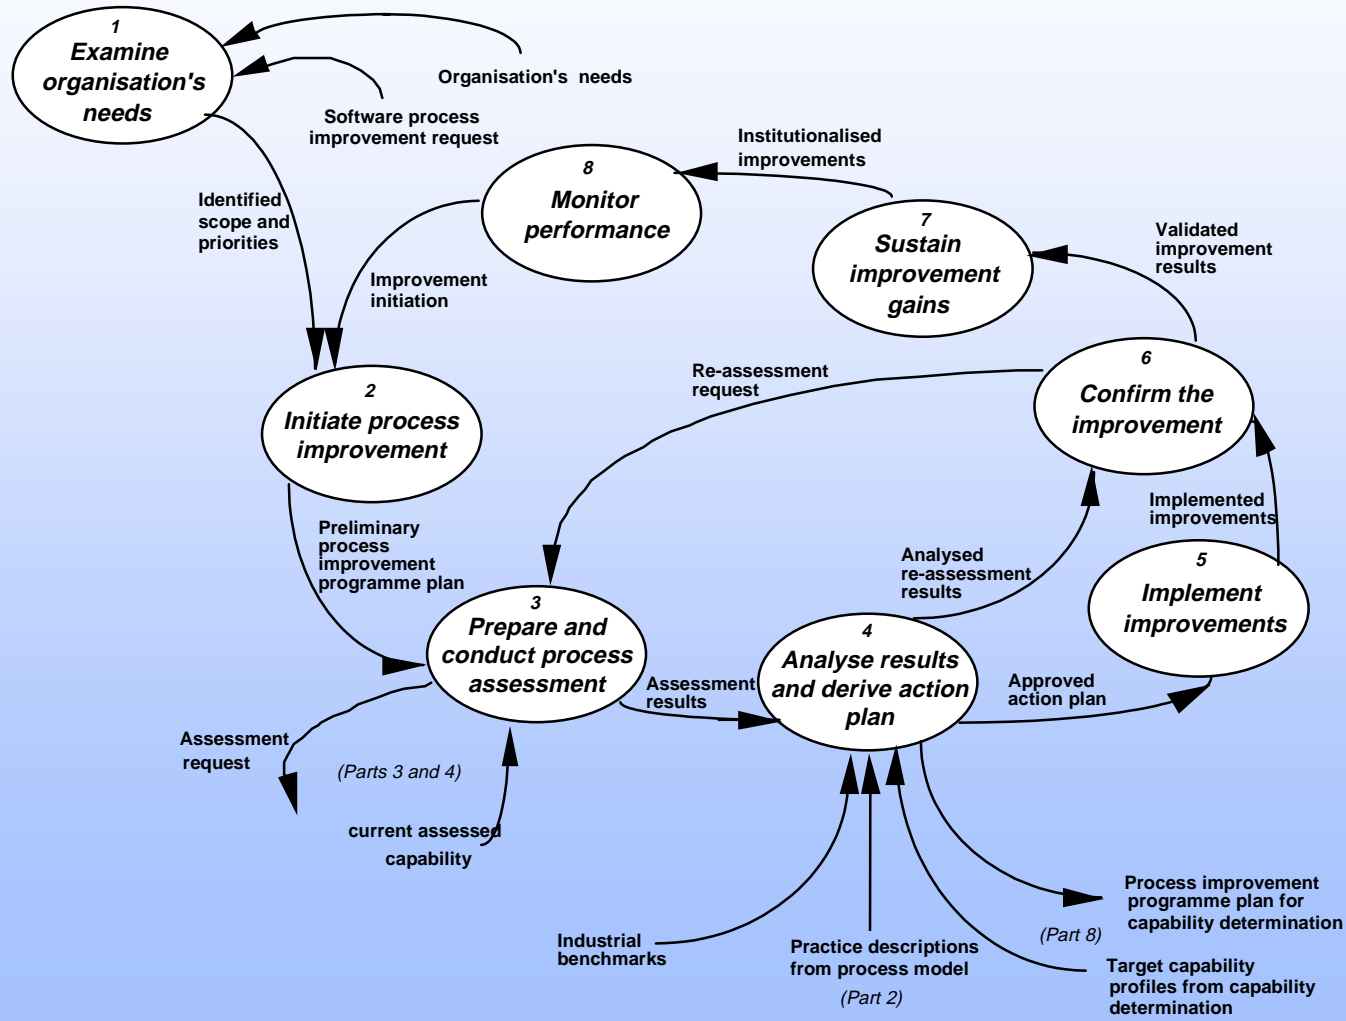 1
Examine
organisation's
needs
Organisation's needs
Software process
improvement request
Institutionalised
improvements
8
Monitor
performance
7
Sustain
improvement
gains
Validated
improvement
results
Identified
scope and
priorities
Improvement
initiation
2
Initiate process
improvement
Re-assessment
request
6
Confirm the
improvement
Preliminary
process
improvement
programme plan
Implemented
improvements
Analysed
re-assessment
results
5
Implement
improvements
3
Prepare and
conduct process
assessment
Assessment
results
4
Analyse results
and derive action
plan
Approved
action plan
Assessment
request
(Parts 3 and 4)
current assessed
capability
Industrial
benchmarks
Practice descriptions
from process model
(Part 2)
Process improvement
programme plan for
capability determination
(Part 8)
Target capability
profiles from capability
determination